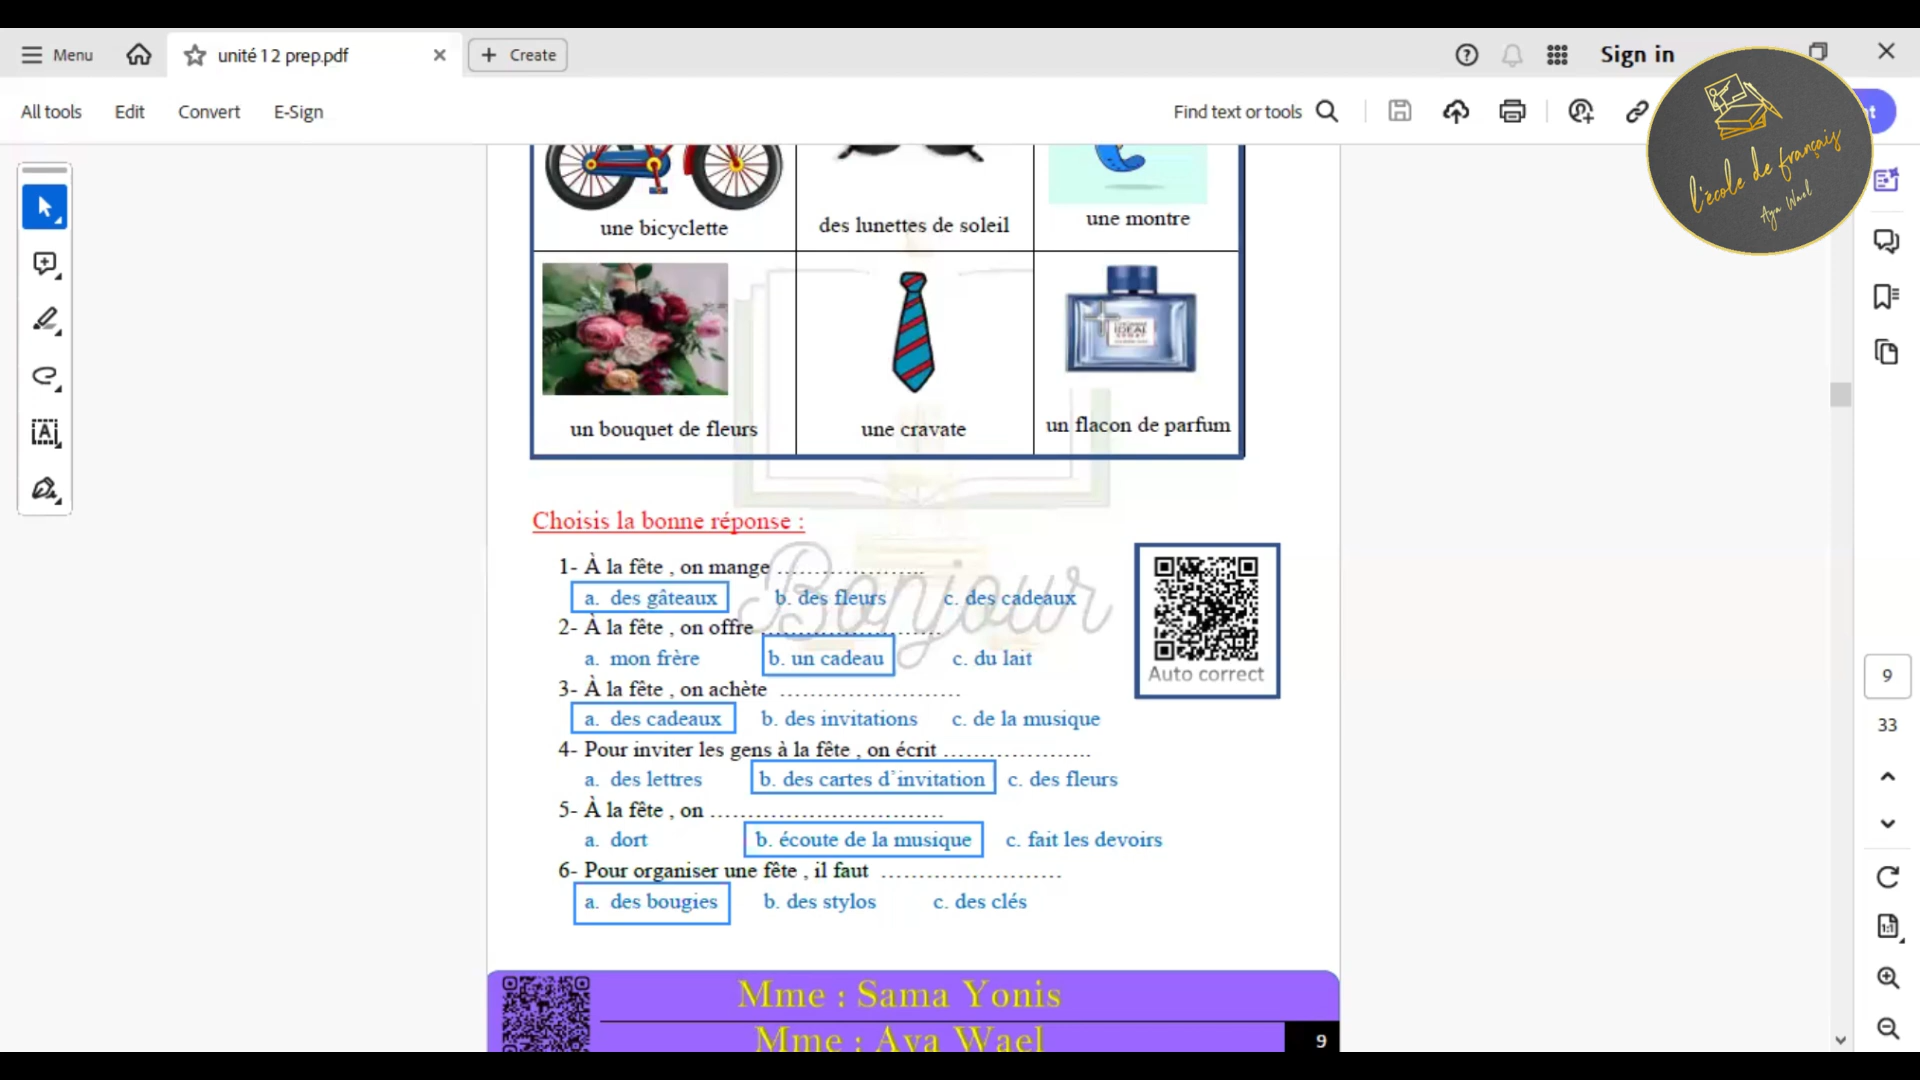 Menu
unité 12 prep.pdf
Create
Sign in
All tools
Edit
Convert
E-Sign
Find text or tools
l'école de français
Aya Wael
une bicyclette
des lunettes de soleil
une montre
IDEAL
un bouquet de fleurs
une cravate
un flacon de parfum
Choisis la bonne réponse :
1- À la fête , on mange ………………..
a. des gâteaux b. des fleurs c. des cadeaux
2- À la fête , on offre ……………………
a. mon frère b. un cadeau c. du lait
3- À la fête , on achète ……………………
a. des cadeaux b. des invitations c. de la musique
4- Pour inviter les gens à la fête , on écrit ………………..
a. des lettres b. des cartes d'invitation c. des fleurs
5- À la fête , on …………………………
a. dort b. écoute de la musique c. fait les devoirs
6- Pour organiser une fête , il faut ……………………
a. des bougies b. des stylos c. des clés
Bonjour
Auto correct
Mme : Sama Yonis
Mme : Aya Wael
9
9
33